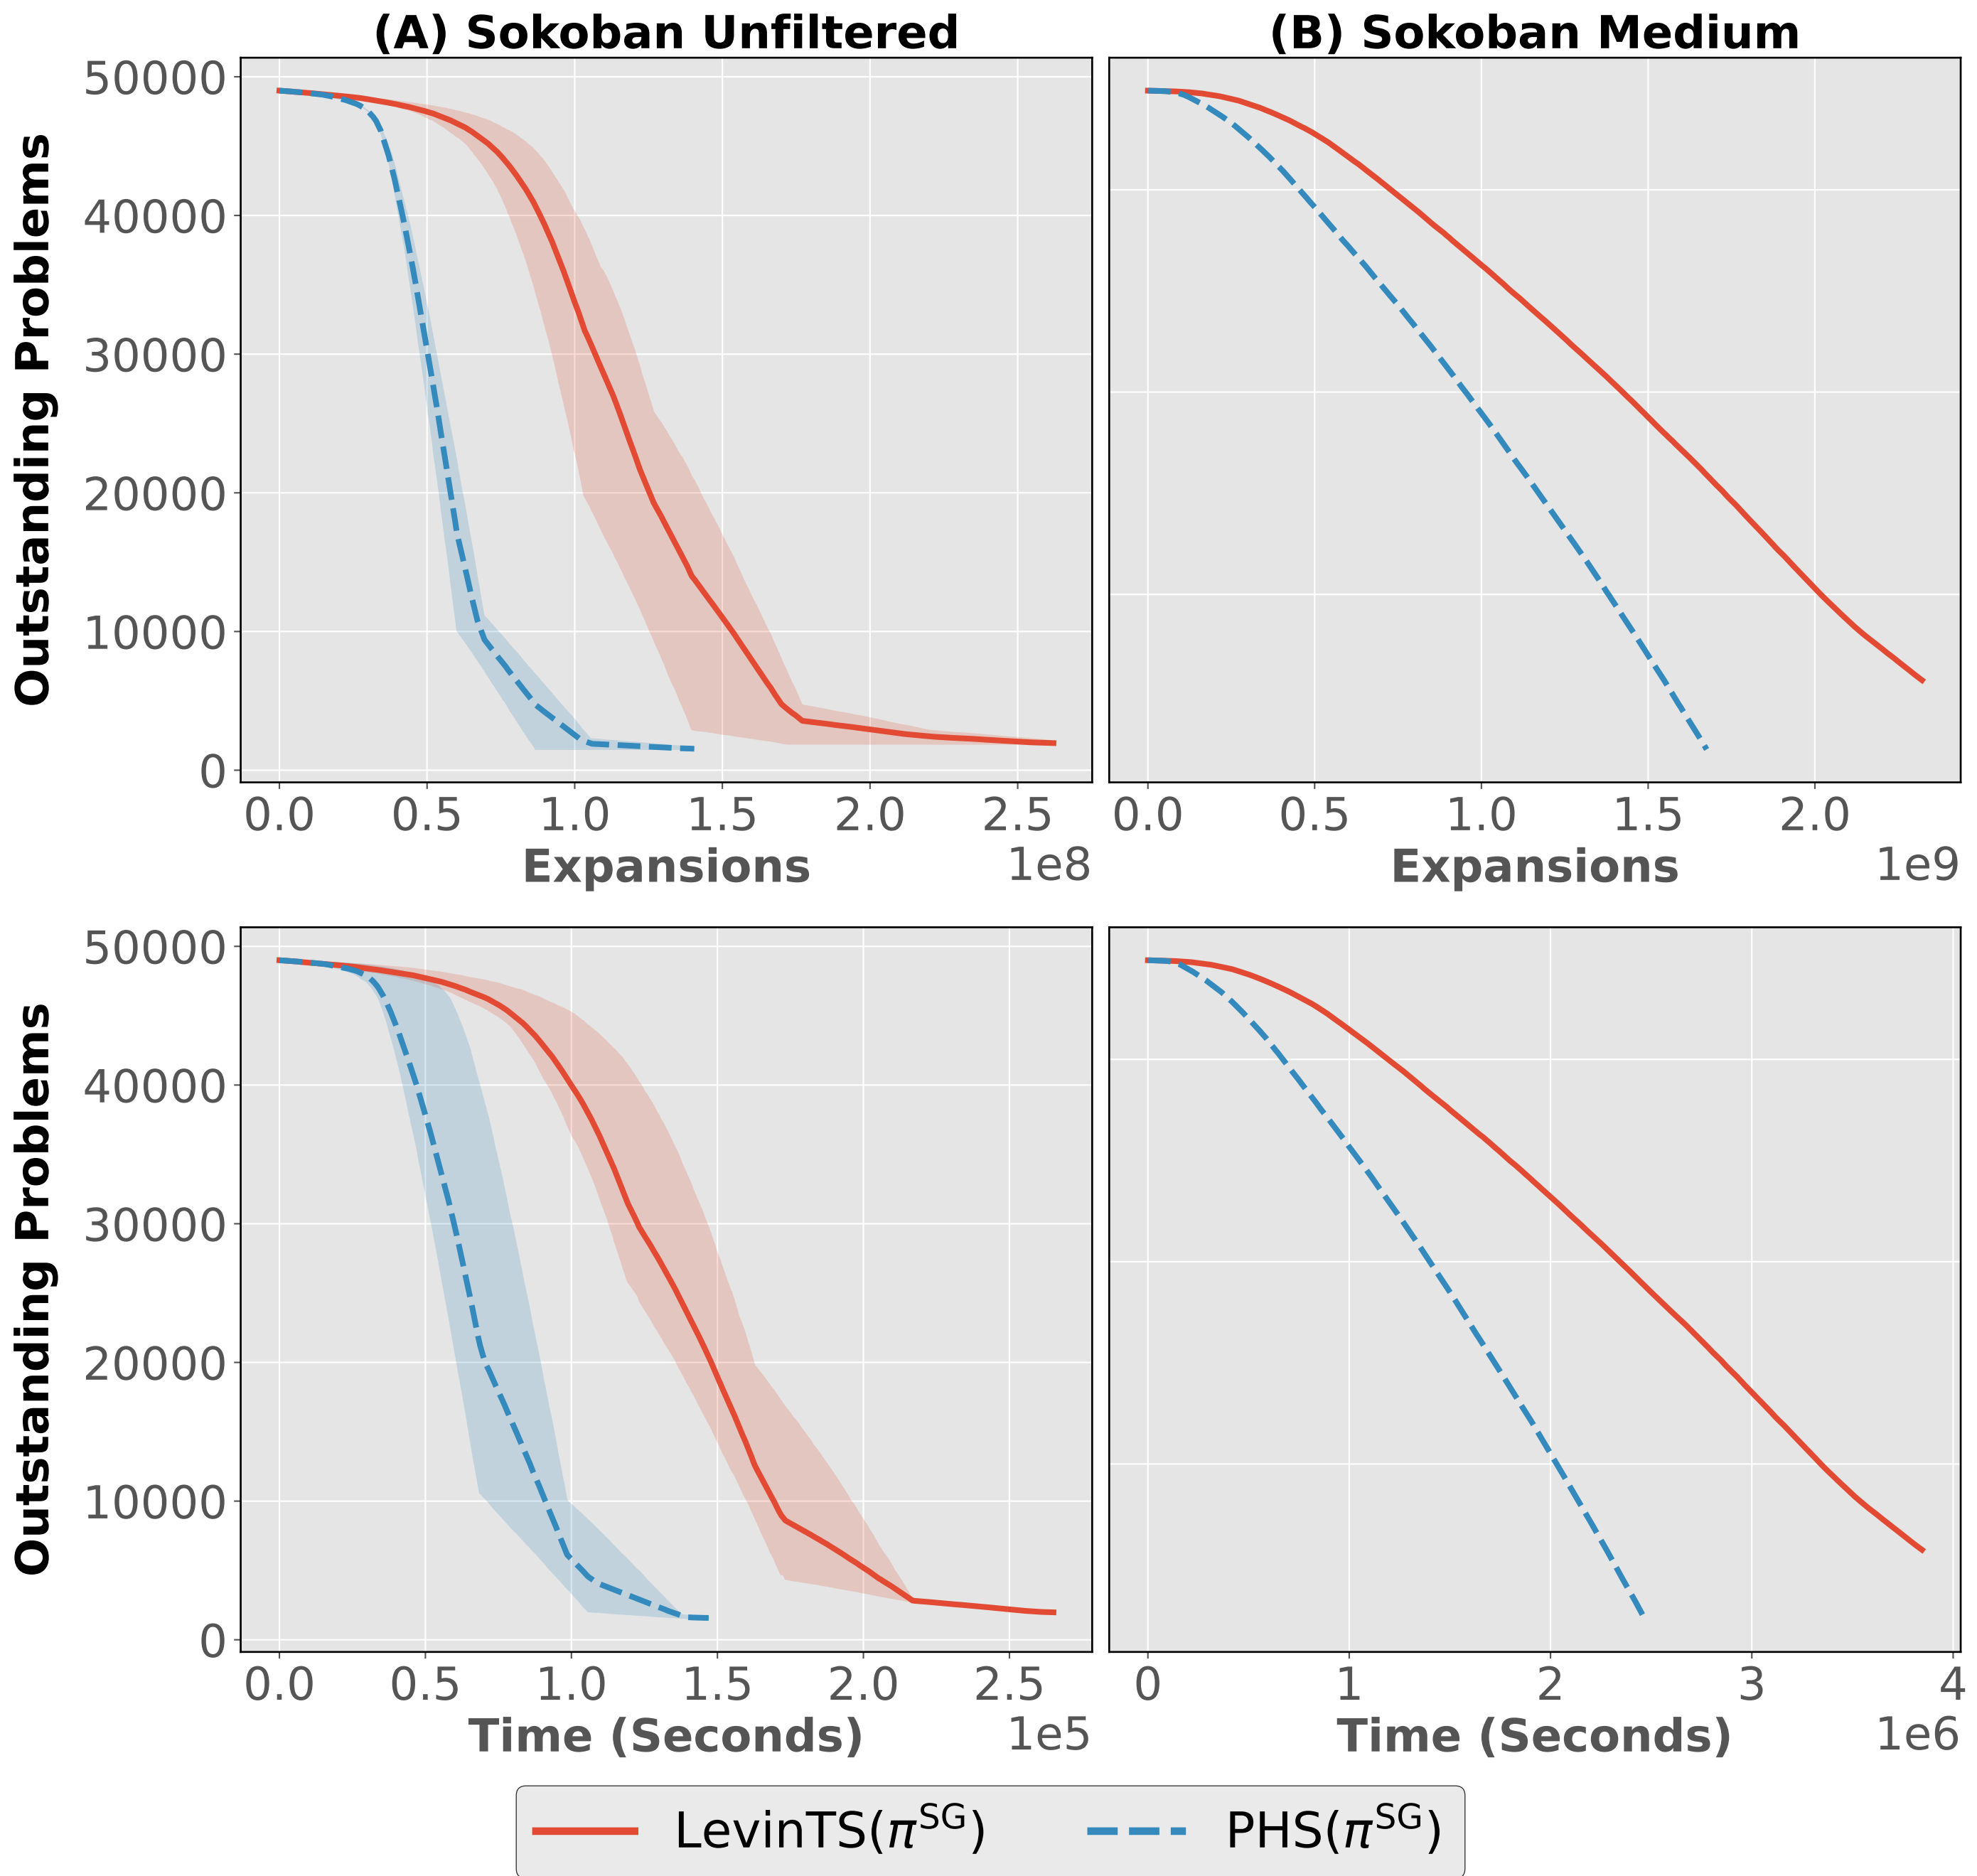 (A) Sokoban Unfiltered
(B) Sokoban Medium
Outstanding Problems
50000
40000
30000
20000
10000
0
0.0 0.5 1.0 1.5 2.0 2.5
Expansions
1e8
0.0 0.5 1.0 1.5 2.0
Expansions
1e9
Outstanding Problems
50000
40000
30000
20000
10000
0
0.0 0.5 1.0 1.5 2.0 2.5
Time (Seconds)
1e5
0 1 2 3 4
Time (Seconds)
1e6
LevinTS(π^SG) PHS(π^SG)